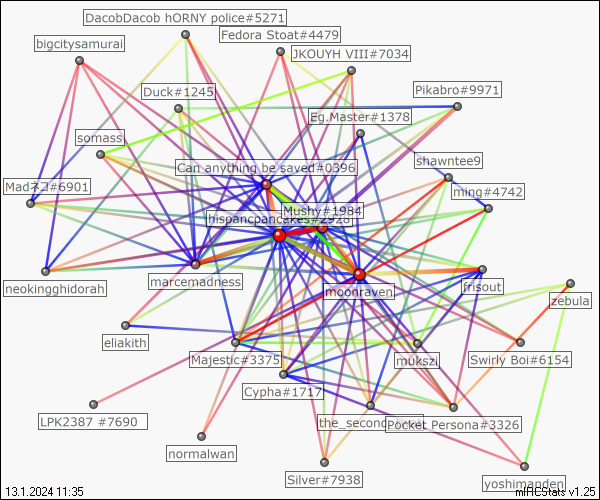 DacobDacob hORNY police#5271
Fedora Stoat#4479
bigcitysamurai
JKOUYH VIII#7034
Duck#1245
Pikabro#9971
Eg.Master#1378
somass
shawntee9
Can anything be saved#0396
Madネコ#6901
ming#4742
Mushy#1984
hispancpancakes#2928
marcemadness
neokingghidorah
moonraven
frisout
zebula
eliakith
Majestic#3375
mukszi
Swirly Boi#6154
Cypha#1717
LPK2387 #7690
the_second
Pocket Persona#3326
normalwan
Silver#7938
yoshimanden
13.1.2024 11:35
mIRCStats v1.25